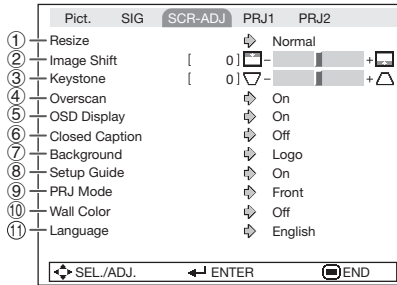 Pict. SIG SCR-ADJ PRJ1 PRJ2
① Resize Normal
② Image Shift [ 0 ] − +
③ Keystone [ 0 ] − +
④ Overscan On
⑤ OSD Display On
⑥ Closed Caption Off
⑦ Background Logo
⑧ Setup Guide On
⑨ PRJ Mode Front
⑩ Wall Color Off
⑪ Language English
SEL./ADJ. ENTER END